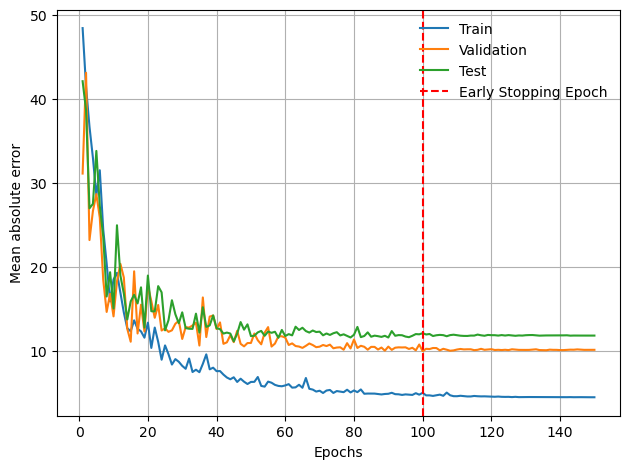 50
40
30
20
10
0
20
40
60
80
100
120
140
Mean absolute error
Epochs
Train
Validation
Test
Early Stopping Epoch